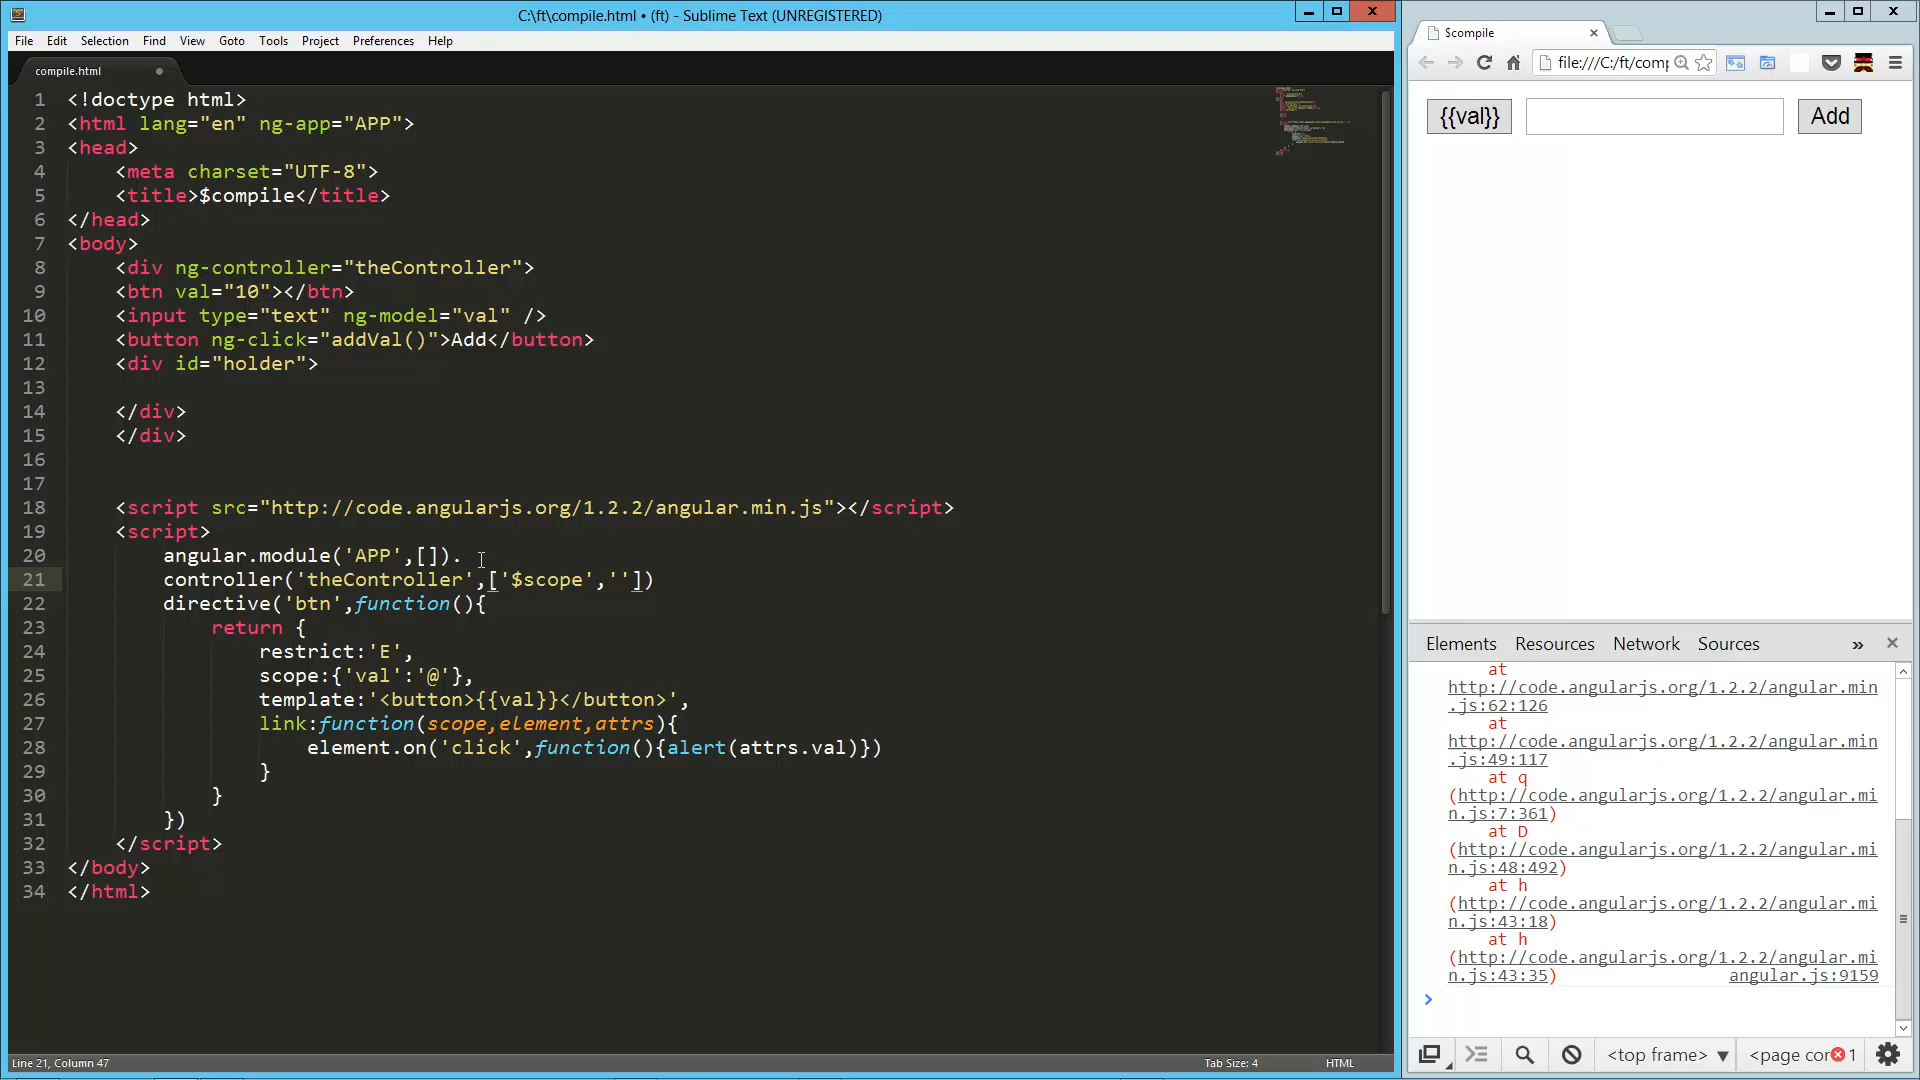 C:\ft\compile.html • (ft) - Sublime Text (UNREGISTERED)
File Edit Selection Find View Goto Tools Project Preferences Help
compile.html
1 <!doctype html>
2 <html lang="en" ng-app="APP">
3 <head>
4 <meta charset="UTF-8">
5 <title>$compile</title>
6 </head>
7 <body>
8 <div ng-controller="theController">
9 <btn val="10"></btn>
10 <input type="text" ng-model="val" />
11 <button ng-click="addVal()">Add</button>
12 <div id="holder">
13
14 </div>
15 </div>
16
17
18 <script src="http://code.angularjs.org/1.2.2/angular.min.js"></script>
19 <script>
20 angular.module('APP',[]).
21 controller('theController',['$scope',''])
22 directive('btn',function(){
23 return {
24 restrict:'E',
25 scope:{'val':'@'},
26 template:'<button>{{val}}</button>',
27 link:function(scope,element,attrs){
28 element.on('click',function(){alert(attrs.val)})
29 }
30 }
31 })
32 </script>
33 </body>
34 </html>
Line 21, Column 47
Tab Size: 4
HTML
$compile
file:///C:/ft/comp
{{val}}
Add
Elements Resources Network Sources »
at
http://code.angularjs.org/1.2.2/angular.min
.js:62:126
at
http://code.angularjs.org/1.2.2/angular.min
.js:49:117
at q
(http://code.angularjs.org/1.2.2/angular.mi
n.js:7:361)
at D
(http://code.angularjs.org/1.2.2/angular.mi
n.js:48:492)
at h
(http://code.angularjs.org/1.2.2/angular.mi
n.js:43:18)
at h
(http://code.angularjs.org/1.2.2/angular.mi
n.js:43:35) angular.js:9159
<top frame> ▼ <page cor 1